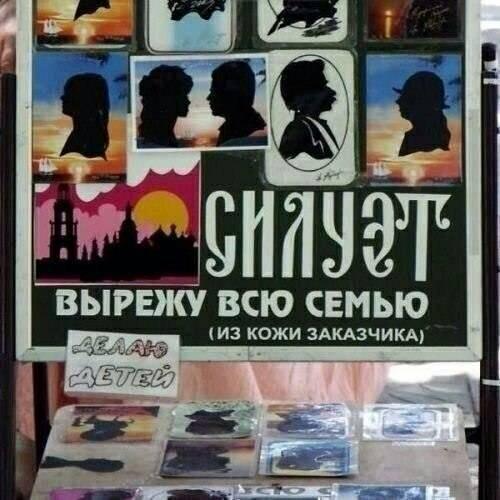 СИЛУЭТ
ВЫРЕЖУ ВСЮ СЕМЬЮ
(ИЗ КОЖИ ЗАКАЗЧИКА)
ДЕЛАЮ
ДЕТЕЙ